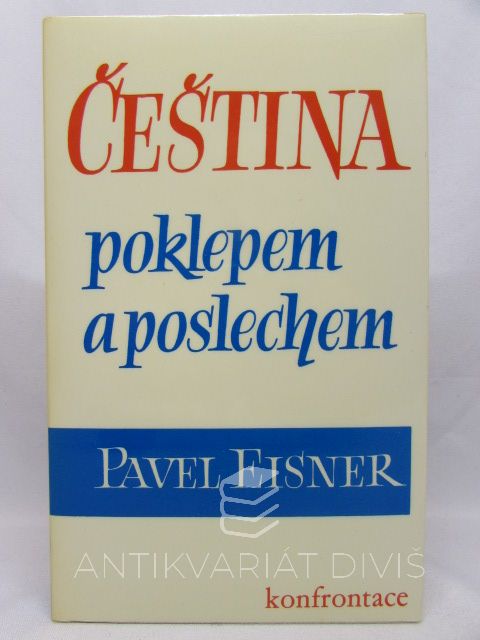 ČEŠTINA
poklepem
a poslechem
PAVEL EISNER
ANTIKVARIÁT DIVIŠ
konfrontace